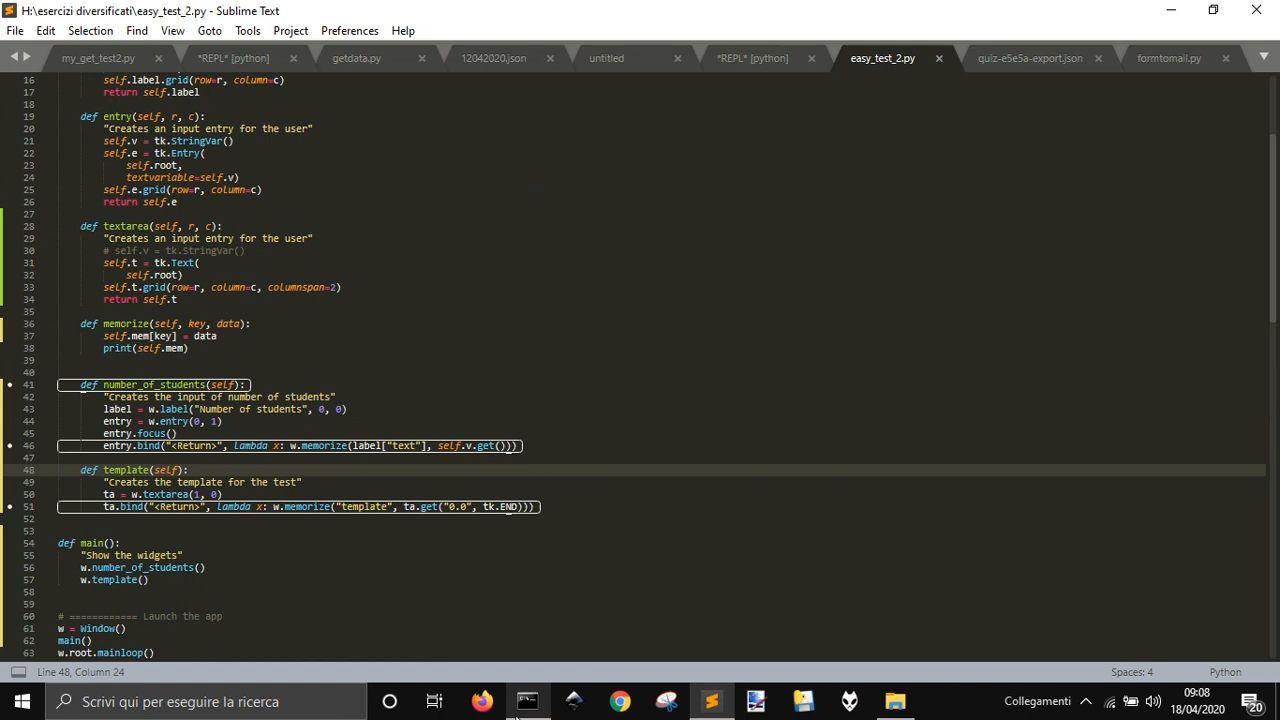 H:\esercizi diversificati\easy_test_2.py - Sublime Text
File Edit Selection Find View Goto Tools Project Preferences Help
my_get_test2.py *REPL* [python] getdata.py 12042020.json untitled *REPL* [python] easy_test_2.py quiz-e5e5a-export.json formtomail.py
16 self.label.grid(row=r, column=c)
17 return self.label
18
19 def entry(self, r, c):
20 "Creates an input entry for the user"
21 self.v = tk.StringVar()
22 self.e = tk.Entry(
23 self.root,
24 textvariable=self.v)
25 self.e.grid(row=r, column=c)
26 return self.e
27
28 def textarea(self, r, c):
29 "Creates an input entry for the user"
30 # self.v = tk.StringVar()
31 self.t = tk.Text(
32 self.root)
33 self.t.grid(row=r, column=c, columnspan=2)
34 return self.t
35
36 def memorize(self, key, data):
37 self.mem[key] = data
38 print(self.mem)
39
40
41 def number_of_students(self):
42 "Creates the input of number of students"
43 label = w.label("Number of students", 0, 0)
44 entry = w.entry(0, 1)
45 entry.focus()
46 entry.bind("<Return>", lambda x: w.memorize(label["text"], self.v.get()))
47
48 def template(self):
49 "Creates the template for the test"
50 ta = w.textarea(1, 0)
51 ta.bind("<Return>", lambda x: w.memorize("template", ta.get("0.0", tk.END)))
52
53
54 def main():
55 "Show the widgets"
56 w.number_of_students()
57 w.template()
58
59
60 # ============ Launch the app
61 w = Window()
62 main()
63 w.root.mainloop()
Line 48, Column 24 Spaces: 4 Python
Scrivi qui per eseguire la ricerca Collegamenti 09:08
18/04/2020 20